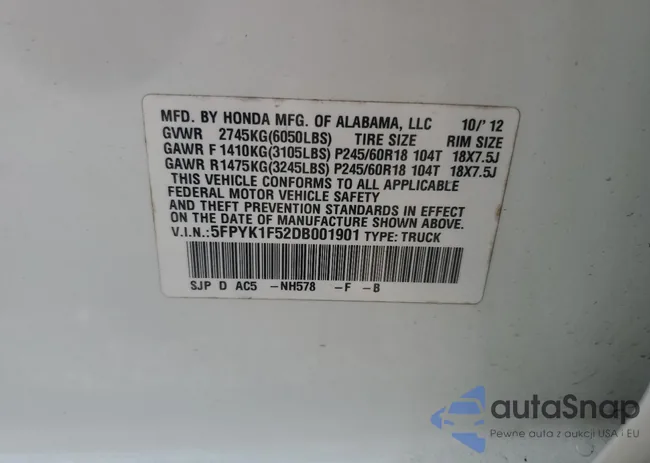 MFD. BY HONDA MFG. OF ALABAMA, LLC 10/'12
GVWR 2745KG(6050LBS) TIRE SIZE RIM SIZE
GAWR F 1410KG(3105LBS) P245/60R18 104T 18X7.5J
GAWR R 1475KG(3245LBS) P245/60R18 104T 18X7.5J
THIS VEHICLE CONFORMS TO ALL APPLICABLE
FEDERAL MOTOR VEHICLE SAFETY
AND THEFT PREVENTION STANDARDS IN EFFECT
ON THE DATE OF MANUFACTURE SHOWN ABOVE.
V.I.N.:5FPYK1F52DB001901 TYPE: TRUCK
SJP D AC5 -NH578 -F -B
autaSnap
Pewne auta z aukcji USA i EU